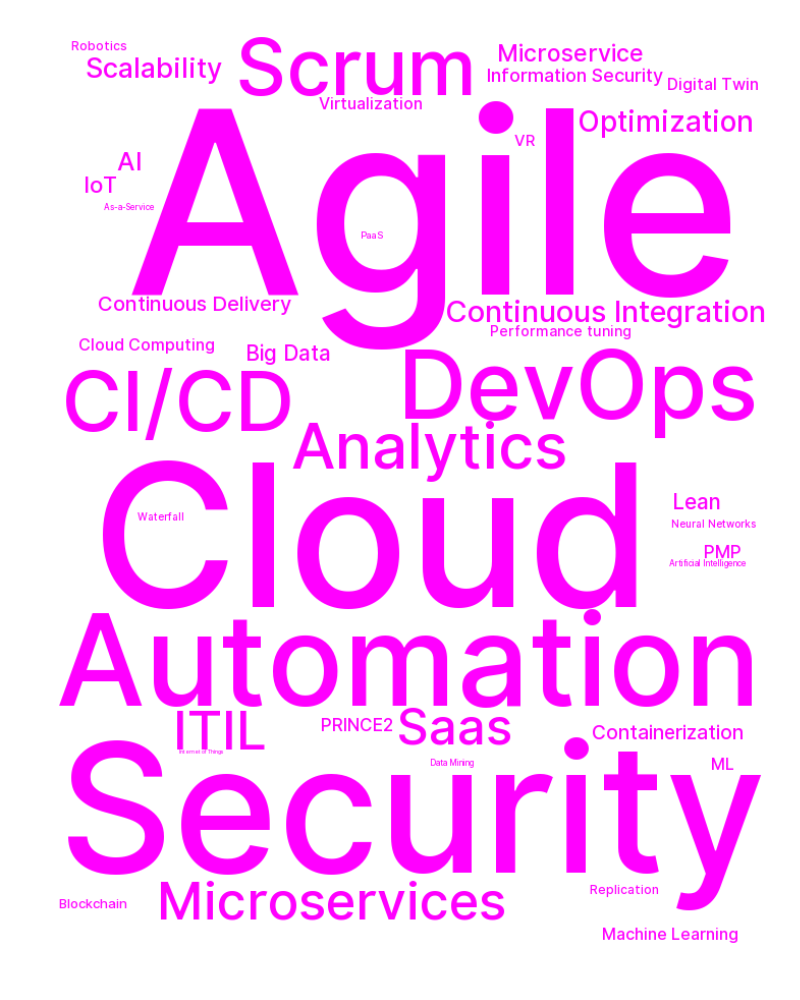 Robotics
Scalability
Scrum
Microservice
Information Security
Digital Twin
Virtualization
Optimization
VR
AI
IoT
As-a-Service
Agile
PaaS
Continuous Delivery
Continuous Integration
Performance tuning
Cloud Computing
Big Data
CI/CD
DevOps
Analytics
Cloud
Waterfall
Lean
Neural Networks
PMP
Artificial Intelligence
Automation
ITIL
Internet of Things
PRINCE2
Saas
Containerization
Data Mining
ML
Security
Microservices
Replication
Blockchain
Machine Learning